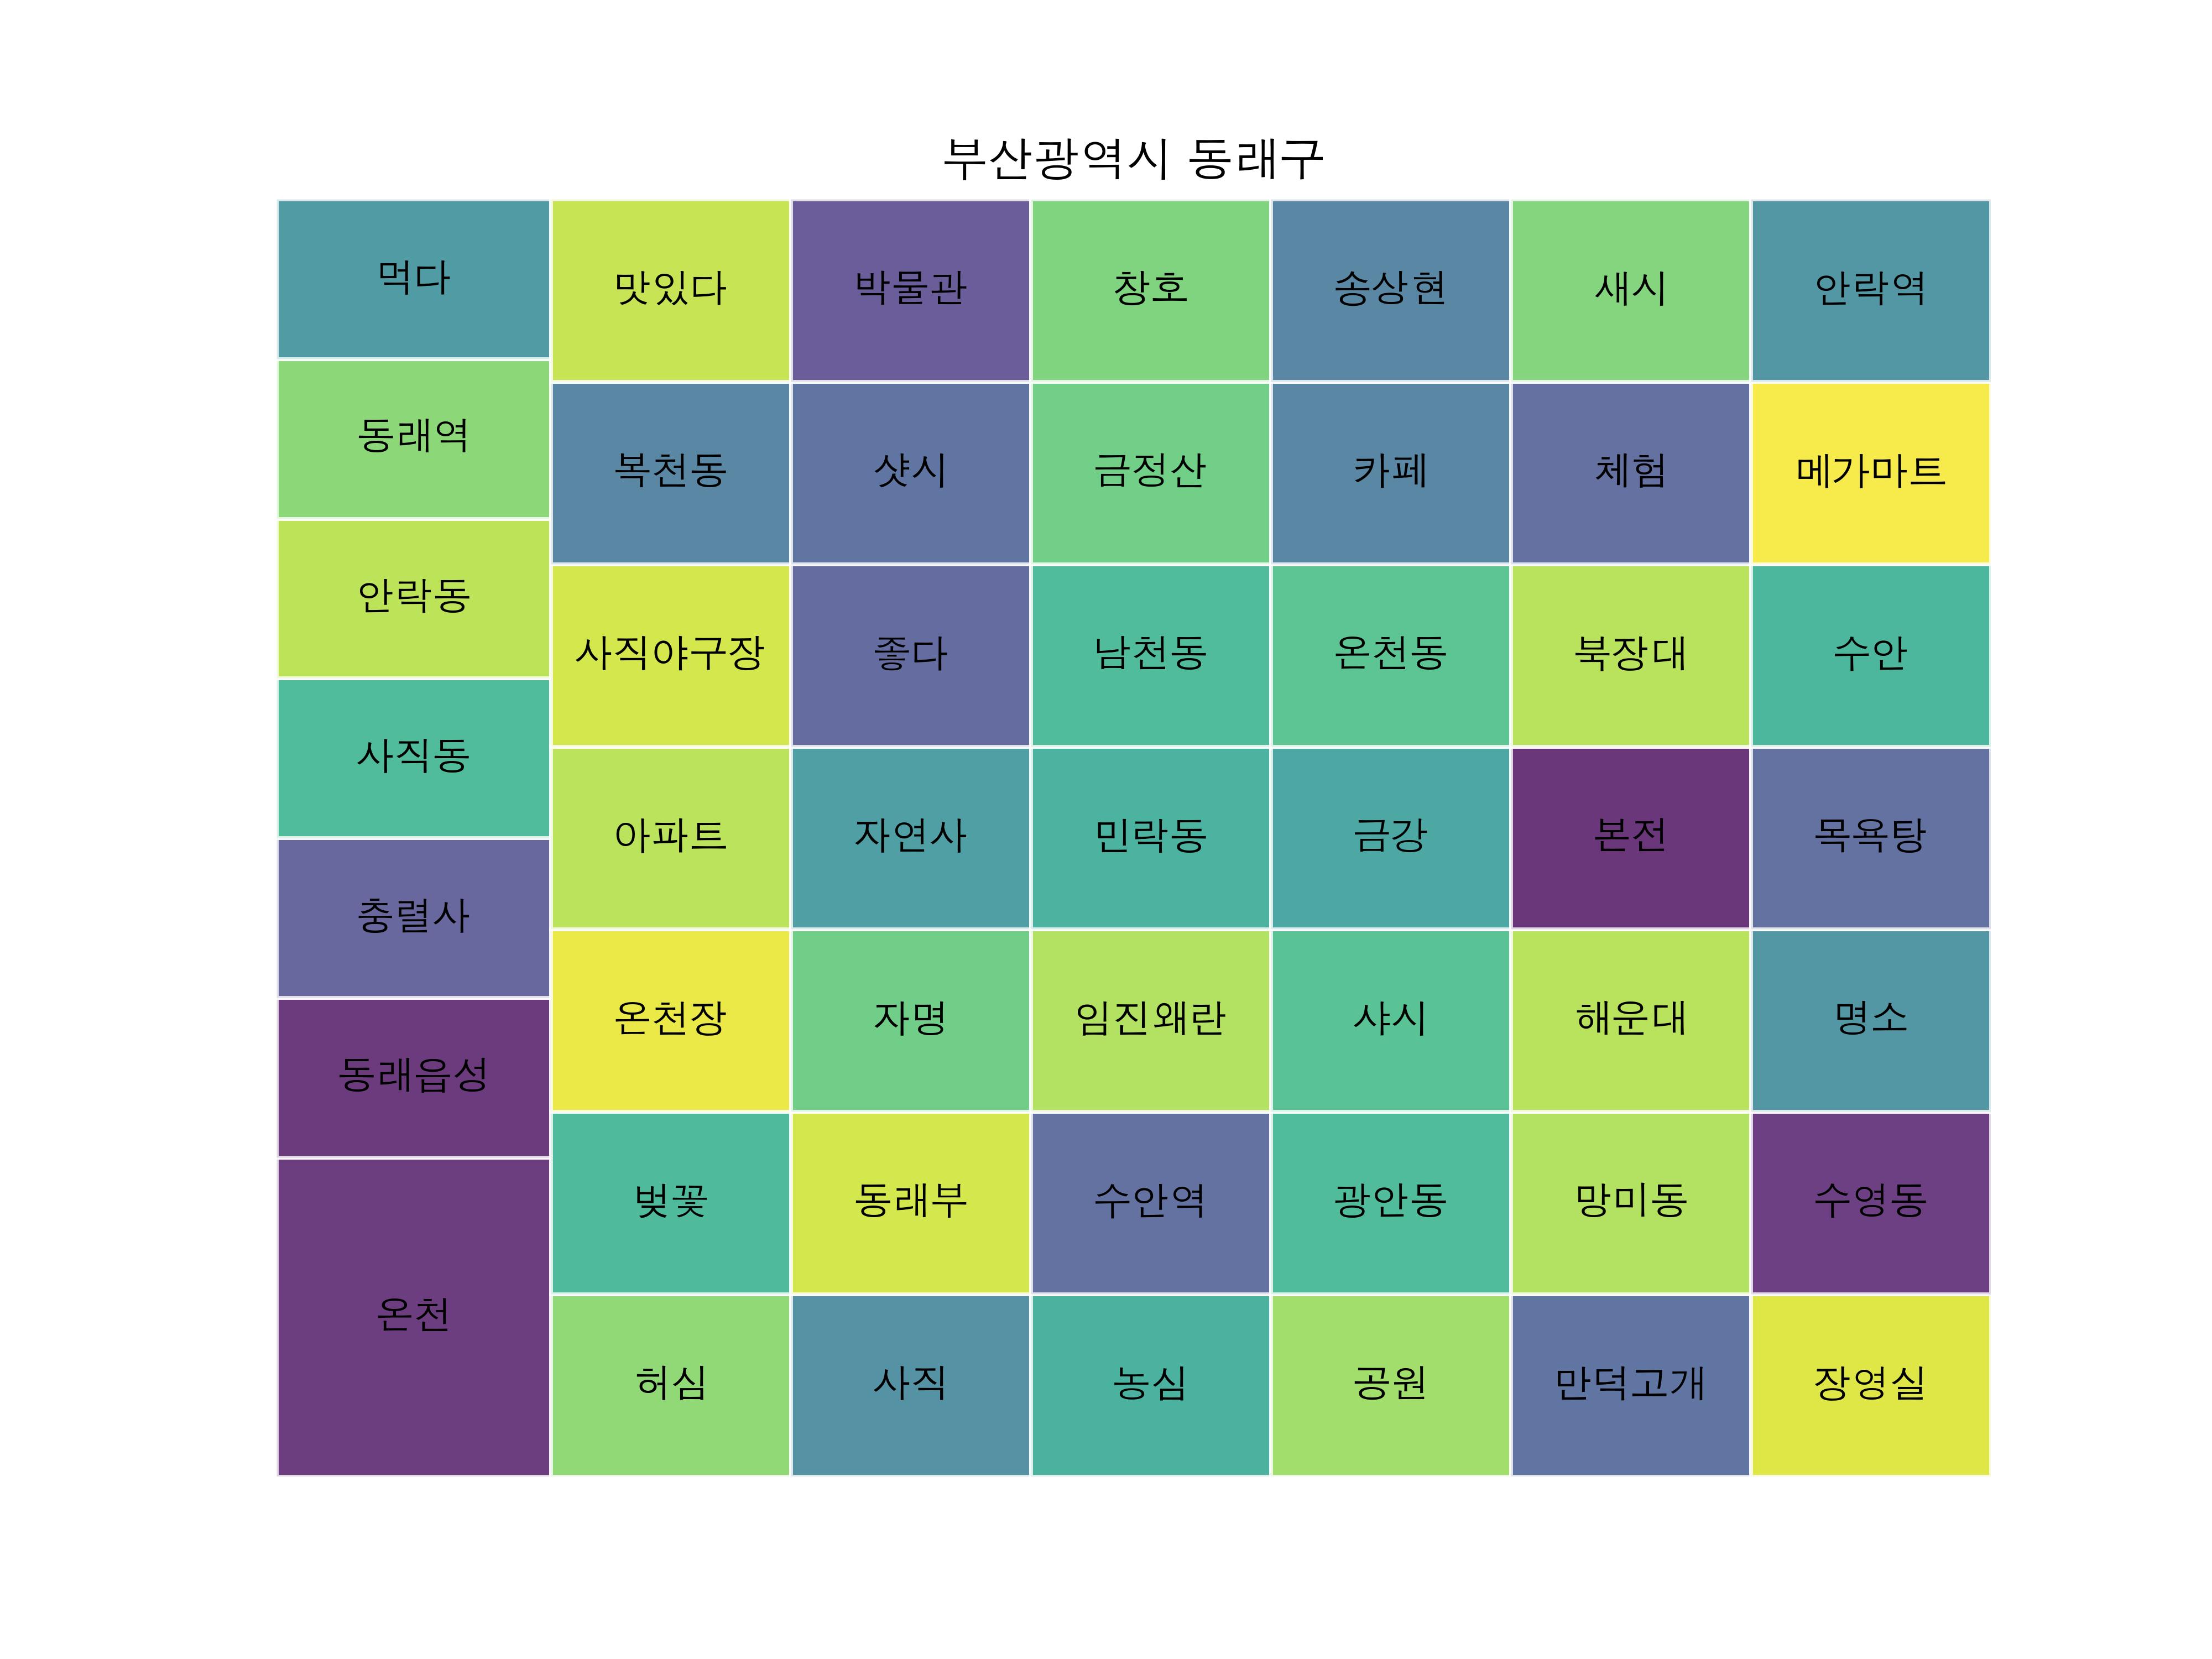 부산광역시 동래구
먹다
동래역
안락동
사직동
충렬사
동래읍성
온천
맛있다
복천동
사직야구장
아파트
온천장
벚꽃
허심
박물관
샷시
좋다
자연사
자명
동래부
사직
창호
금정산
남천동
민락동
임진왜란
수안역
농심
송상현
카페
온천동
금강
샤시
광안동
공원
새시
체험
북장대
본전
해운대
망미동
만덕고개
안락역
메가마트
수안
목욕탕
명소
수영동
장영실